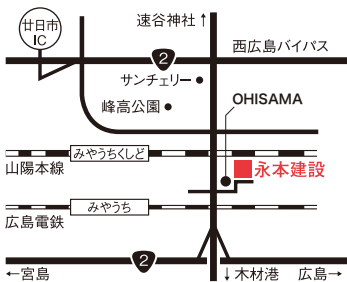 廿日市
IC
速谷神社↑
2
西広島バイパス
サンチェリー
峰高公園
OHISAMA
みやうちくしど
山陽本線
永本建設
みやうち
広島電鉄
2
←宮島
↓木材港
広島→